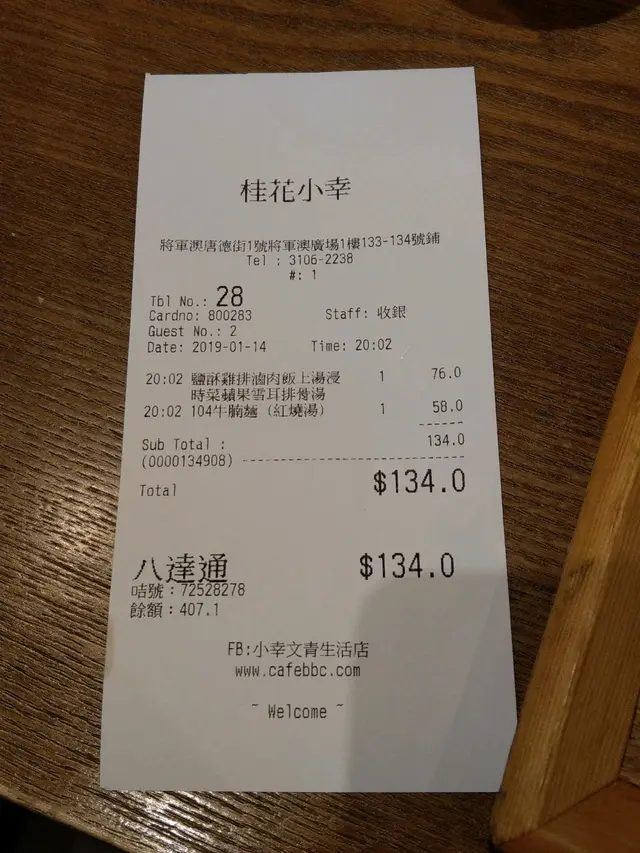 桂花小幸
將軍澳唐德街1號將軍澳廣場1樓133-134號鋪
Tel : 3106-2238
#: 1
Tbl No.: 28
Cardno: 800283 Staff: 收銀
Guest No.: 2
Date: 2019-01-14 Time: 20:02
20:02 鹽酥雞排滷肉飯上湯浸 1 76.0
時菜蘋果雪耳排骨湯
20:02 104牛腩麵（紅燒湯） 1 58.0
Sub Total : 134.0
(0000134908)
Total $134.0
八達通 $134.0
咭號：72528278
餘額：407.1
FB:小幸文青生活店
www.cafebbc.com
~ Welcome ~